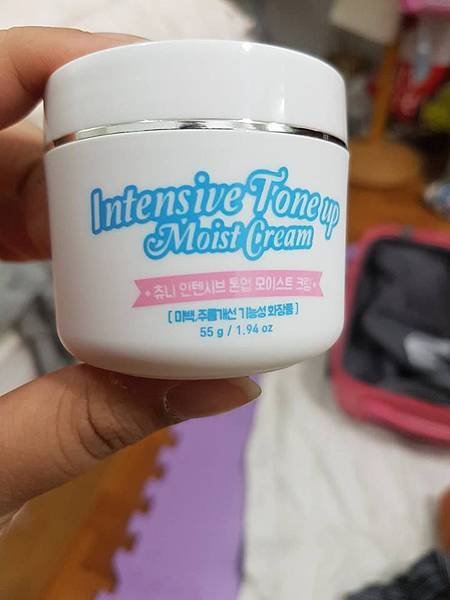 Intensive Tone up
Moist Cream
츄니 인텐시브 톤업 모이스트 크림
[ 미백,주름개선 기능성 화장품 ]
55 g / 1.94 oz